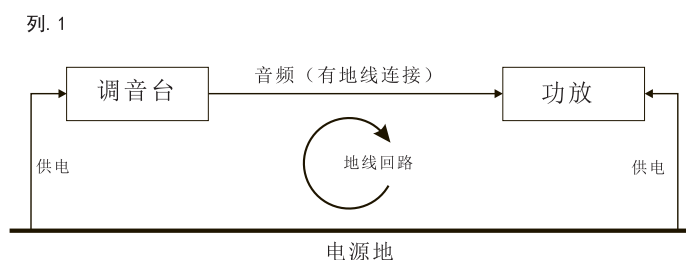 列.1
音频（有地线连接）
调音台
功放
地线回路
供电
供电
电源地